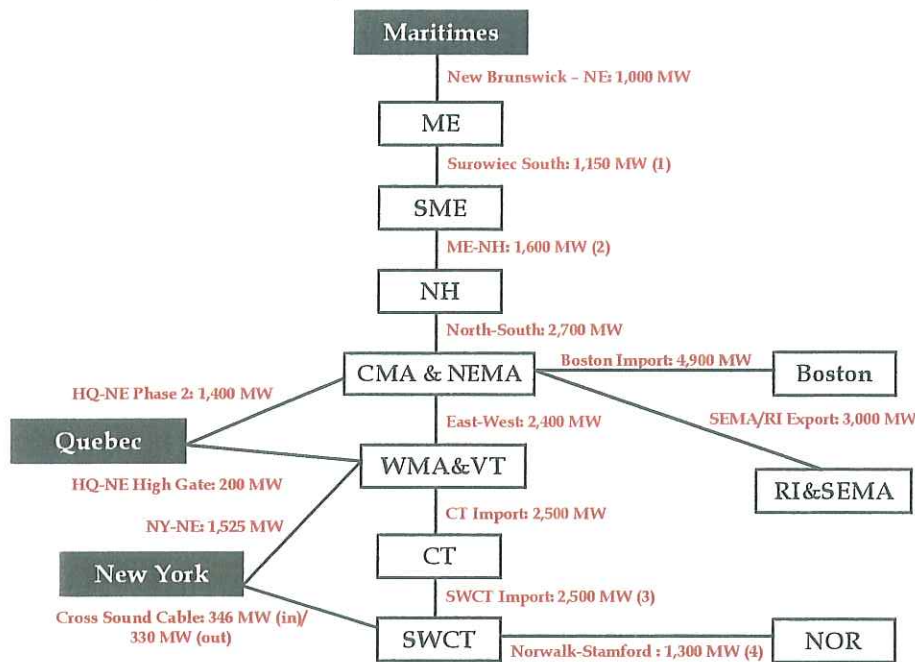 Maritimes
New Brunswick – NE: 1,000 MW
ME
Surowiec South: 1,150 MW (1)
SME
ME-NH: 1,600 MW (2)
NH
North-South: 2,700 MW
Boston Import: 4,900 MW
CMA & NEMA
Boston
HQ-NE Phase 2: 1,400 MW
East-West: 2,400 MW
SEMA/RI Export: 3,000 MW
Quebec
WMA&VT
HQ-NE High Gate: 200 MW
RI&SEMA
CT Import: 2,500 MW
NY-NE: 1,525 MW
CT
New York
SWCT Import: 2,500 MW (3)
Cross Sound Cable: 346 MW (in)/
330 MW (out)
SWCT
NOR
Norwalk-Stamford : 1,300 MW (4)